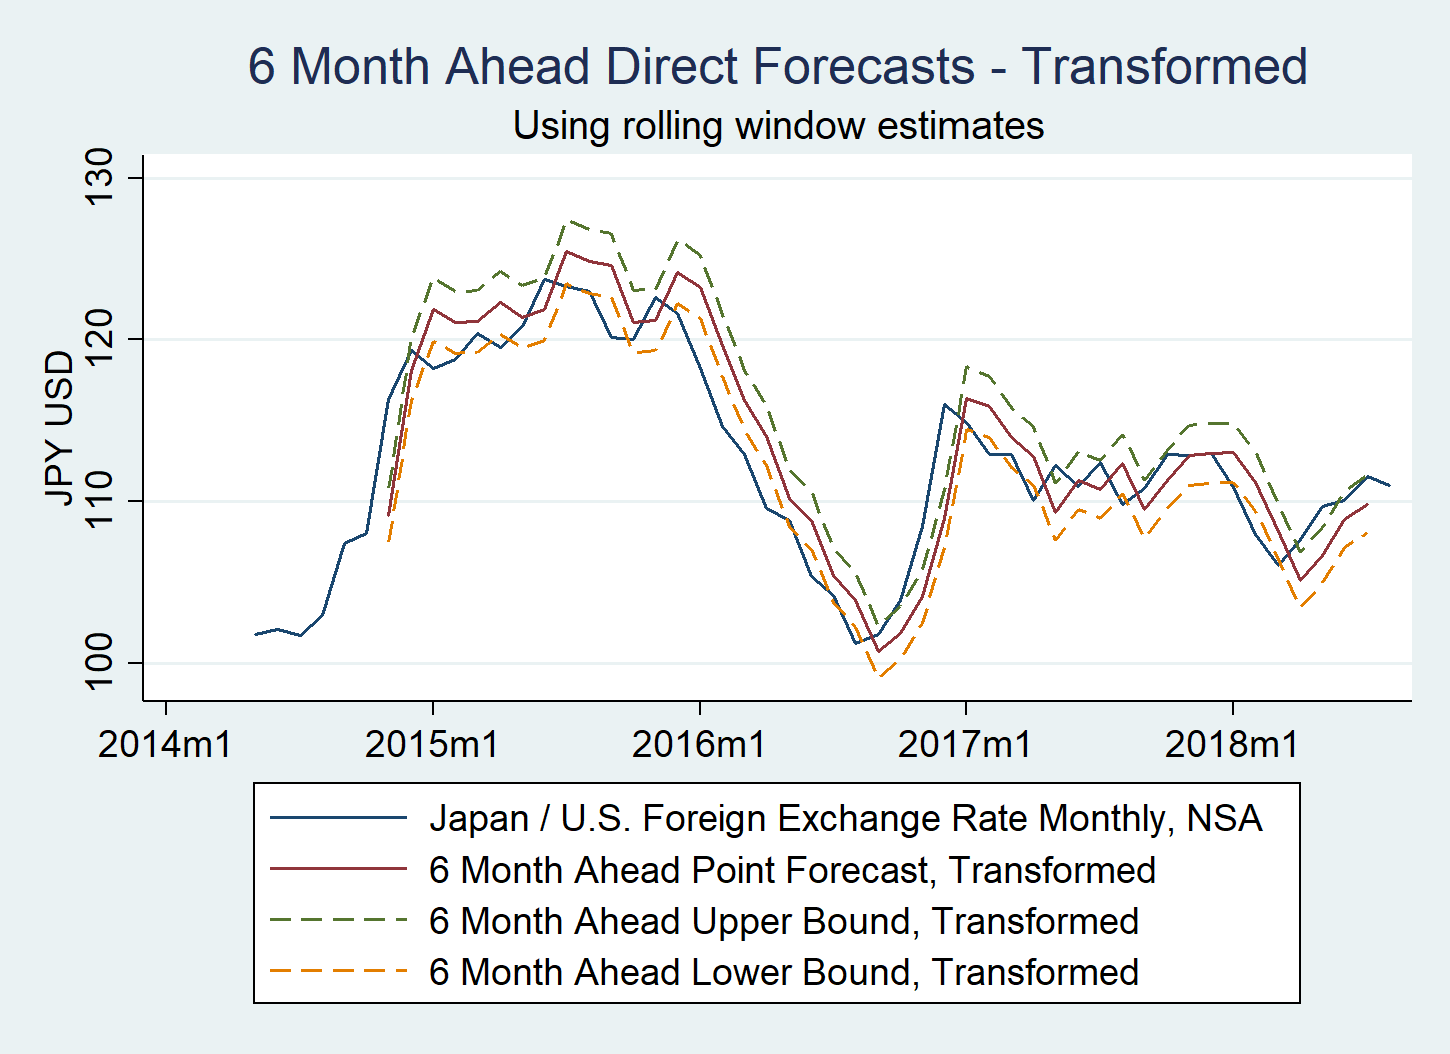 6 Month Ahead Direct Forecasts - Transformed
Using rolling window estimates
JPY USD
130
120
110
100
2014m1 2015m1 2016m1 2017m1 2018m1
Japan / U.S. Foreign Exchange Rate Monthly, NSA
6 Month Ahead Point Forecast, Transformed
6 Month Ahead Upper Bound, Transformed
6 Month Ahead Lower Bound, Transformed